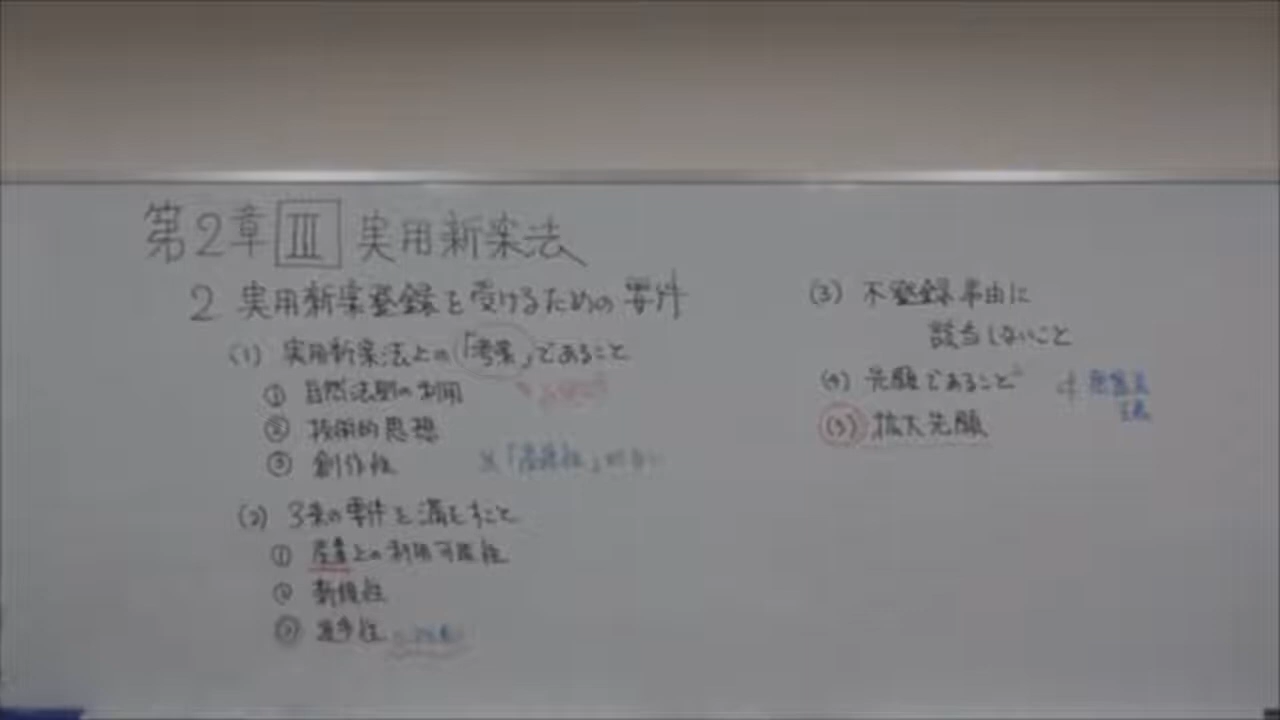 第2章 III 実用新案法
2 実用新案登録を受けるための要件
(1) 実用新案法上の「考案」であること
① 自然法則の利用
② 技術的思想
③ 創作性
※「高度性」
(2) 3条の要件を満たすこと
① 産業上の利用可能性
② 新規性
③ 進歩性
(3) 不登録事由に
該当しないこと
(4) 先願であること
(5) 拡大先願